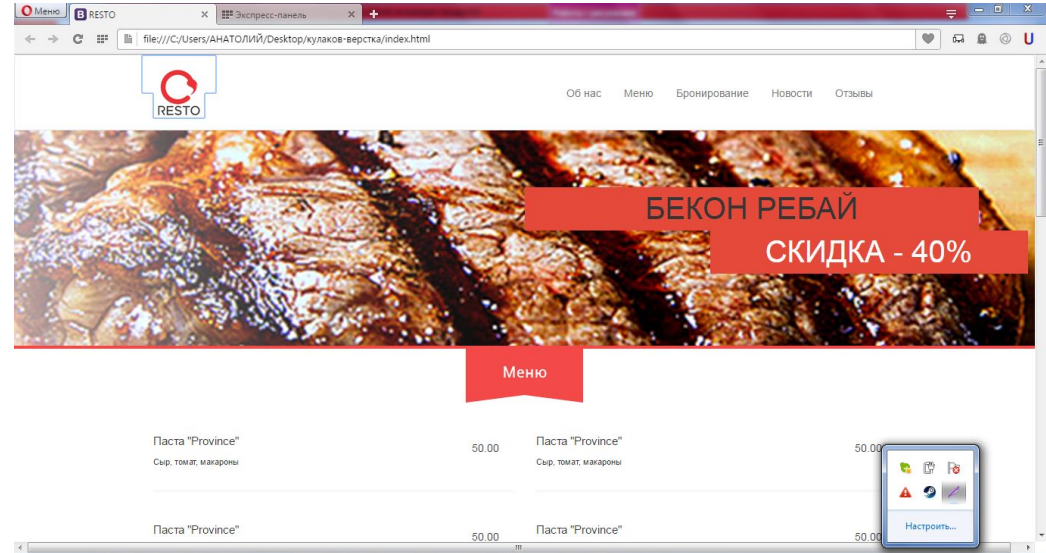 Меню
RESTO
Экспресс-панель
file:///C:/Users/АНАТОЛИЙ/Desktop/кулаков-верстка/index.html
RESTO
Об нас Меню Бронирование Новости Отзывы
БЕКОН РЕБАЙ
СКИДКА - 40%
Меню
Паста "Province" 50.00
Сыр, томат, макароны
Паста "Province" 50.00
Сыр, томат, макароны
Паста "Province" 50.00
Паста "Province" 50.00
Настроить...